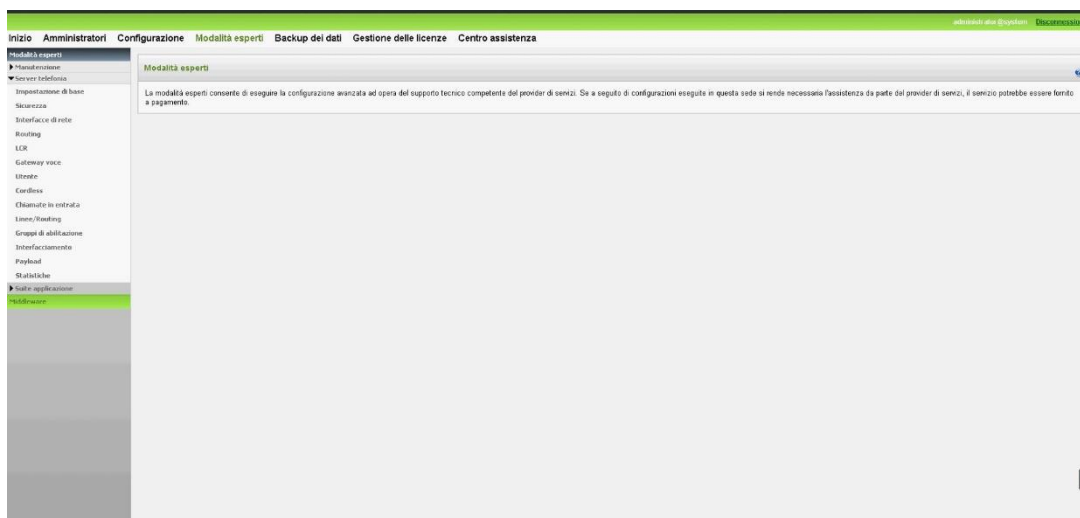 administrator@system Disconnessione
Inizio Amministratori Configurazione Modalità esperti Backup dei dati Gestione delle licenze Centro assistenza
Modalità esperti
Manutenzione
Server telefonia
Impostazione di base
Sicurezza
Interfacce di rete
Routing
LCR
Gateway voce
Utente
Cordless
Chiamate in entrata
Linee/Routing
Gruppi di abilitazione
Interfacciamento
Payload
Statistiche
Suite applicazione
Middleware
Modalità esperti
La modalità esperti consente di eseguire la configurazione avanzata ad opera del supporto tecnico competente del provider di servizi. Se a seguito di configurazioni eseguite in questa sede si rende necessaria l'assistenza da parte del provider di servizi, il servizio potrebbe essere fornito
a pagamento.